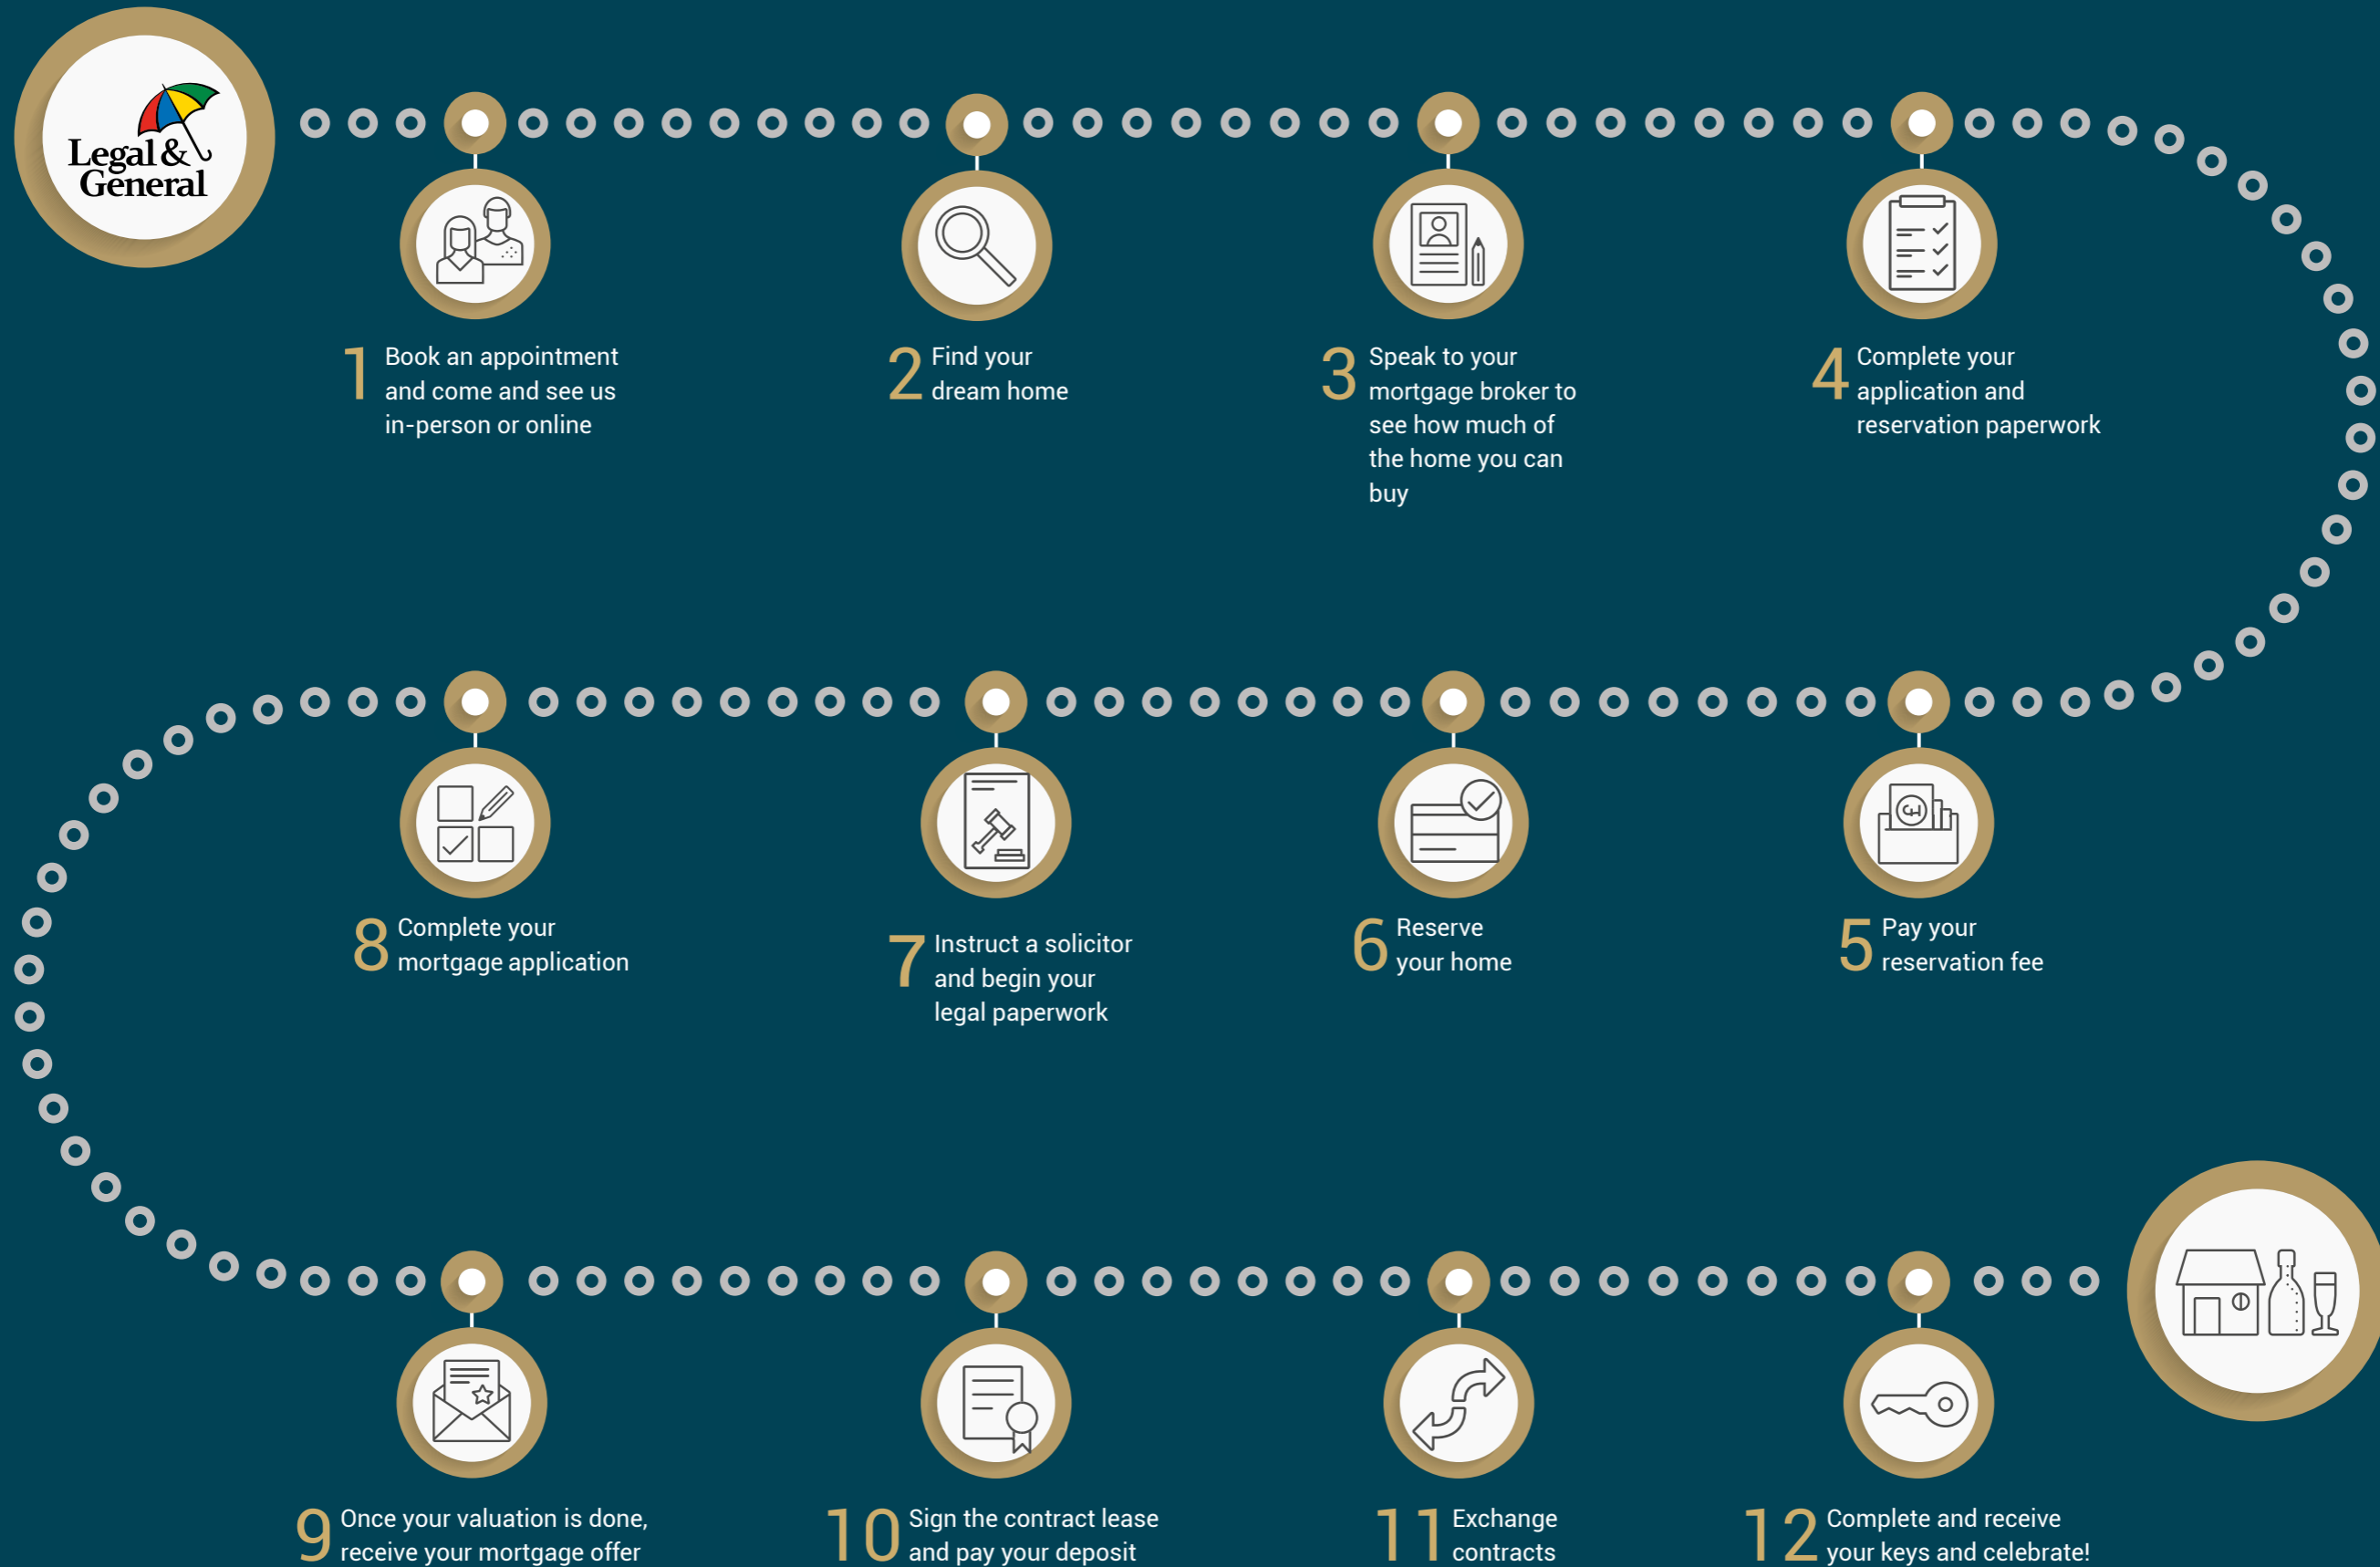 Legal &
General
1 Book an appointment
and come and see us
in-person or online
2 Find your
dream home
3 Speak to your
mortgage broker to
see how much of
the home you can
buy
4 Complete your
application and
reservation paperwork
5 Pay your
reservation fee
6 Reserve
your home
7 Instruct a solicitor
and begin your
legal paperwork
8 Complete your
mortgage application
9 Once your valuation is done,
receive your mortgage offer
10 Sign the contract lease
and pay your deposit
11 Exchange
contracts
12 Complete and receive
your keys and celebrate!